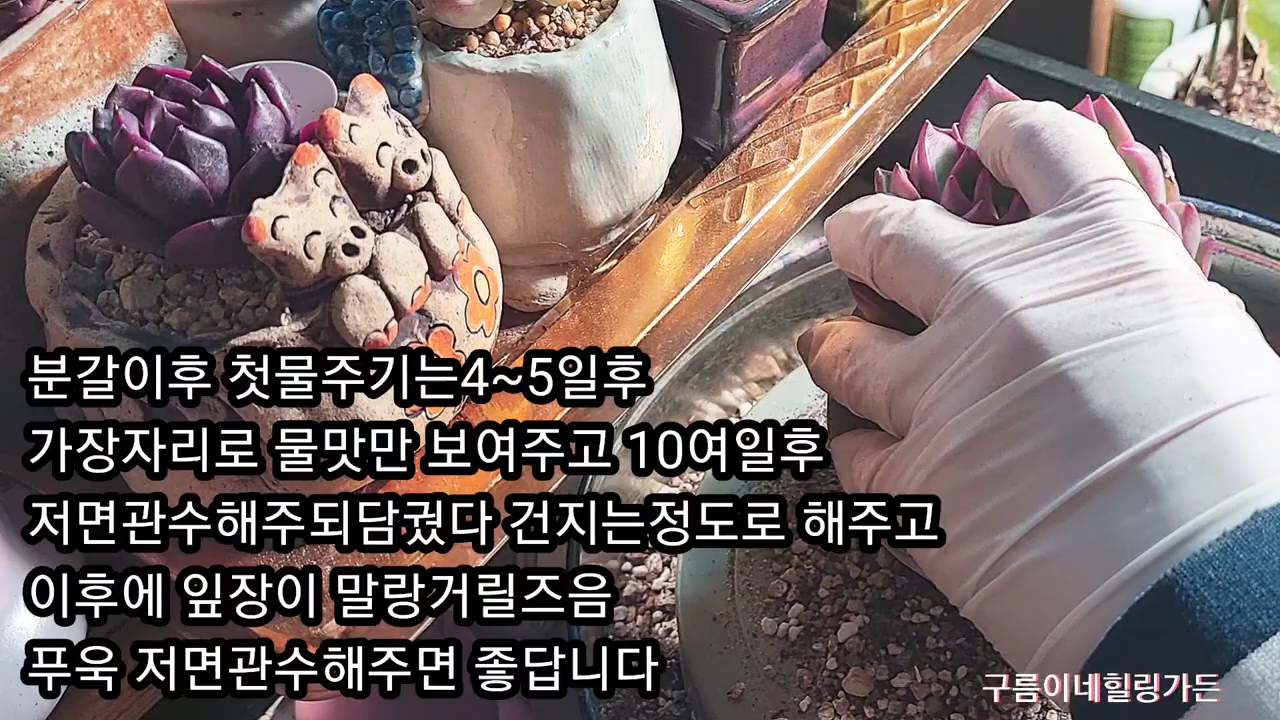 분갈이후 첫물주기는4~5일후
가장자리로 물맛만 보여주고 10여일후
저면관수해주되담궜다 건지는정도로 해주고
이후에 잎장이 말랑거릴즈음
푸욱 저면관수해주면 좋답니다
구름이네힐링가든